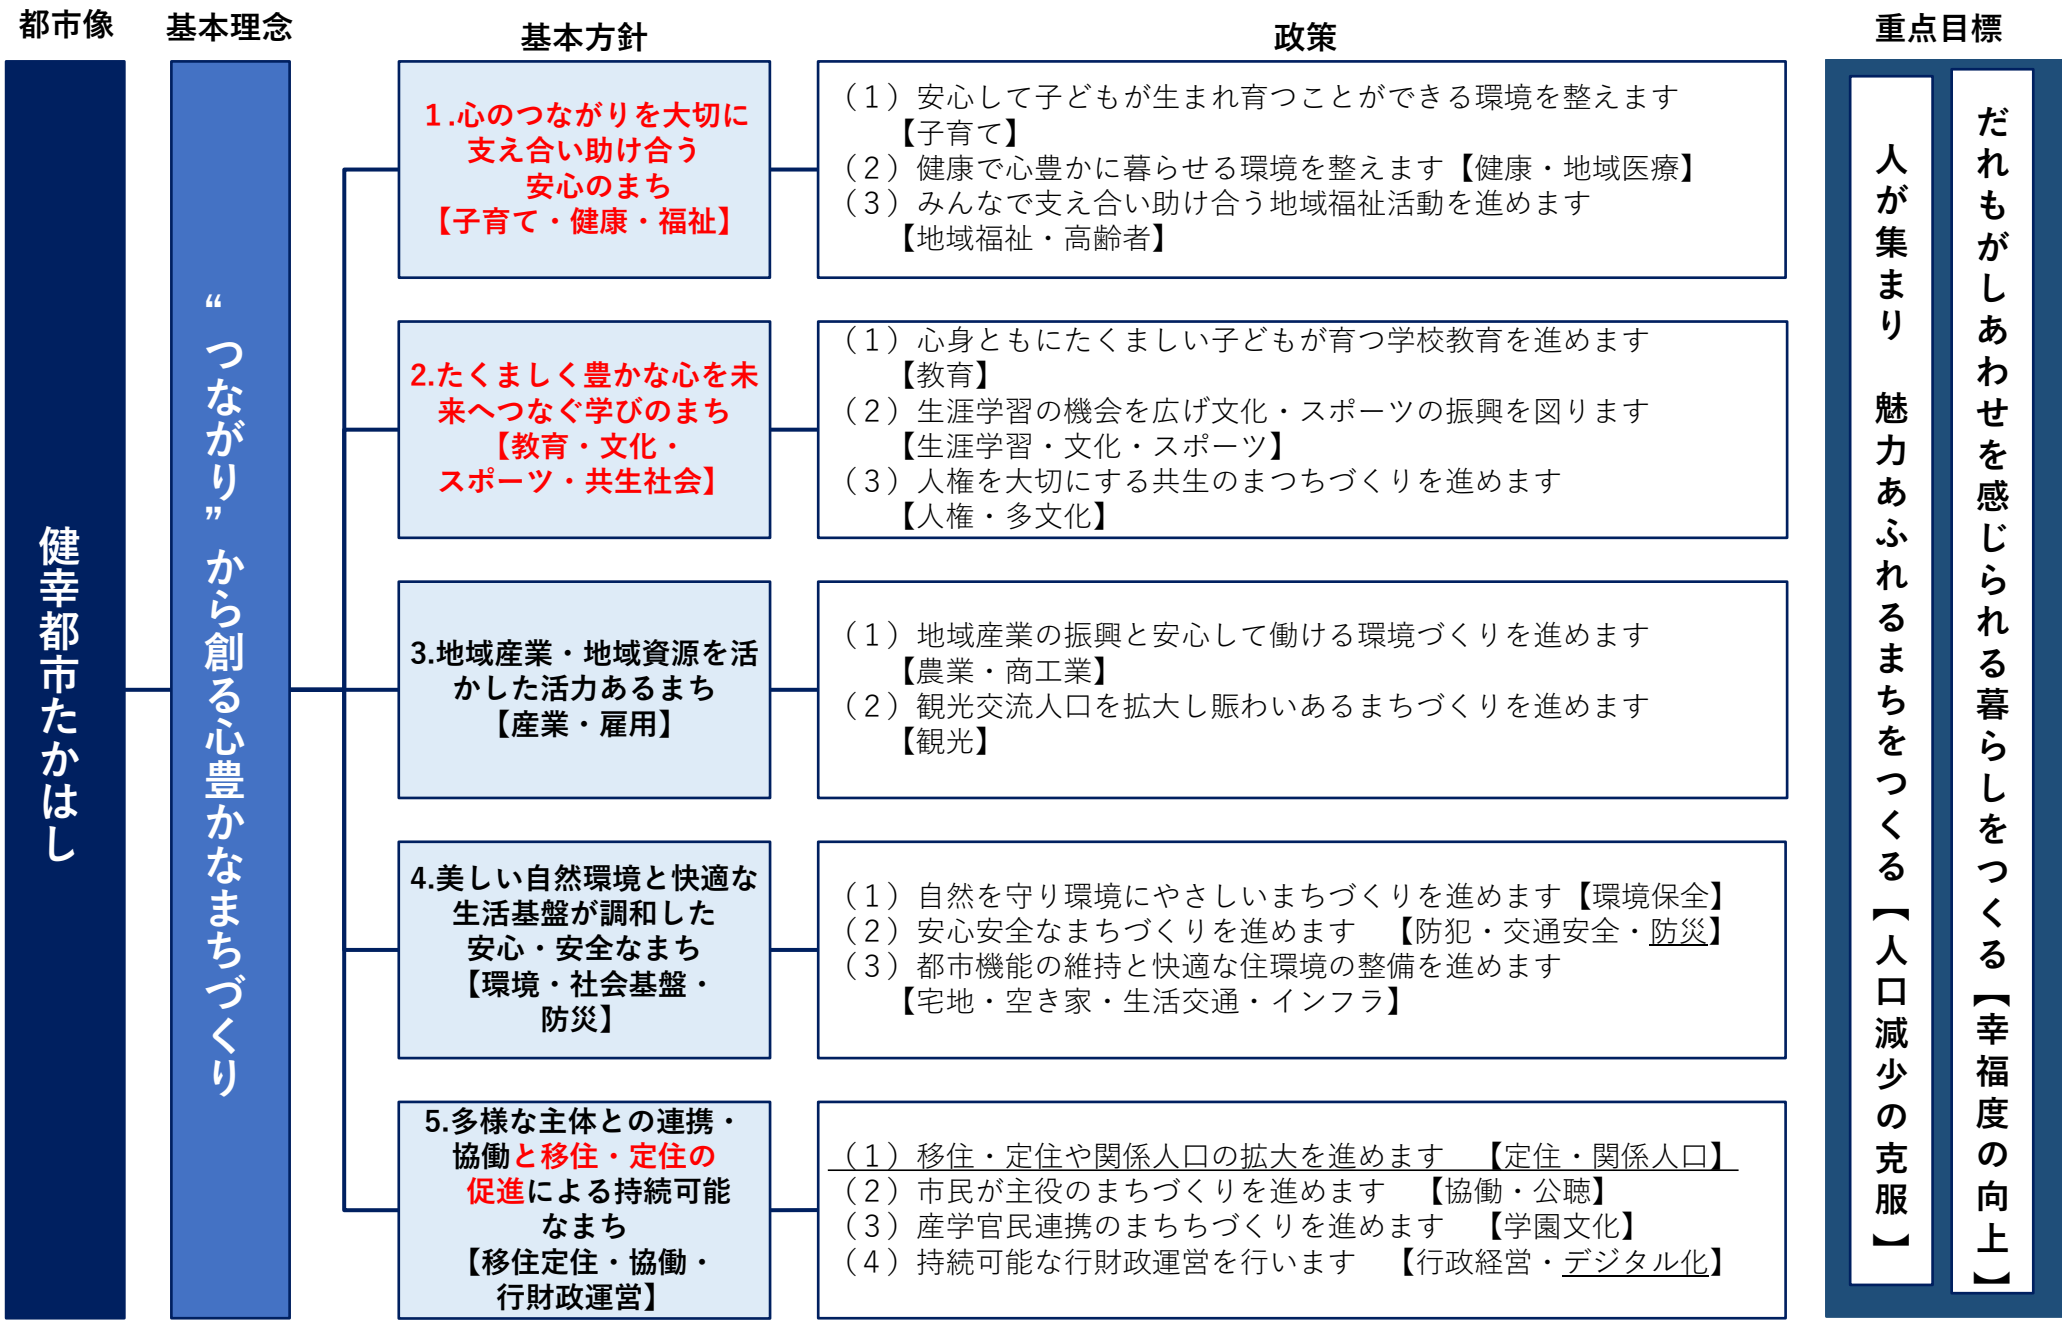 都市像
基本理念
基本方針
政策
重点目標
健幸都市たかはし
“つながり”から創る心豊かなまちづくり
1.心のつながりを大切に
支え合い助け合う
安心のまち
【子育て・健康・福祉】
（１）安心して子どもが生まれ育つことができる環境を整えます
【子育て】
（２）健康で心豊かに暮らせる環境を整えます【健康・地域医療】
（３）みんなで支え合い助け合う地域福祉活動を進めます
【地域福祉・高齢者】
2.たくましく豊かな心を未
来へつなぐ学びのまち
【教育・文化・
スポーツ・共生社会】
（１）心身ともにたくましい子どもが育つ学校教育を進めます
【教育】
（２）生涯学習の機会を広げ文化・スポーツの振興を図ります
【生涯学習・文化・スポーツ】
（３）人権を大切にする共生のまつちづくりを進めます
【人権・多文化】
3.地域産業・地域資源を活
かした活力あるまち
【産業・雇用】
（１）地域産業の振興と安心して働ける環境づくりを進めます
【農業・商工業】
（２）観光交流人口を拡大し賑わいあるまちづくりを進めます
【観光】
4.美しい自然環境と快適な
生活基盤が調和した
安心・安全なまち
【環境・社会基盤・
防災】
（１）自然を守り環境にやさしいまちづくりを進めます【環境保全】
（２）安心安全なまちづくりを進めます　【防犯・交通安全・防災】
（３）都市機能の維持と快適な住環境の整備を進めます
【宅地・空き家・生活交通・インフラ】
5.多様な主体との連携・
協働と移住・定住の
促進による持続可能
なまち
【移住定住・協働・
行財政運営】
（１）移住・定住や関係人口の拡大を進めます　【定住・関係人口】
（２）市民が主役のまちづくりを進めます　【協働・公聴】
（３）産学官民連携のまちちづくりを進めます　【学園文化】
（４）持続可能な行財政運営を行います　【行政経営・デジタル化】
だれもがしあわせを感じられる暮らしをつくる【幸福度の向上】
人が集まり　魅力あふれるまちをつくる【人口減少の克服】